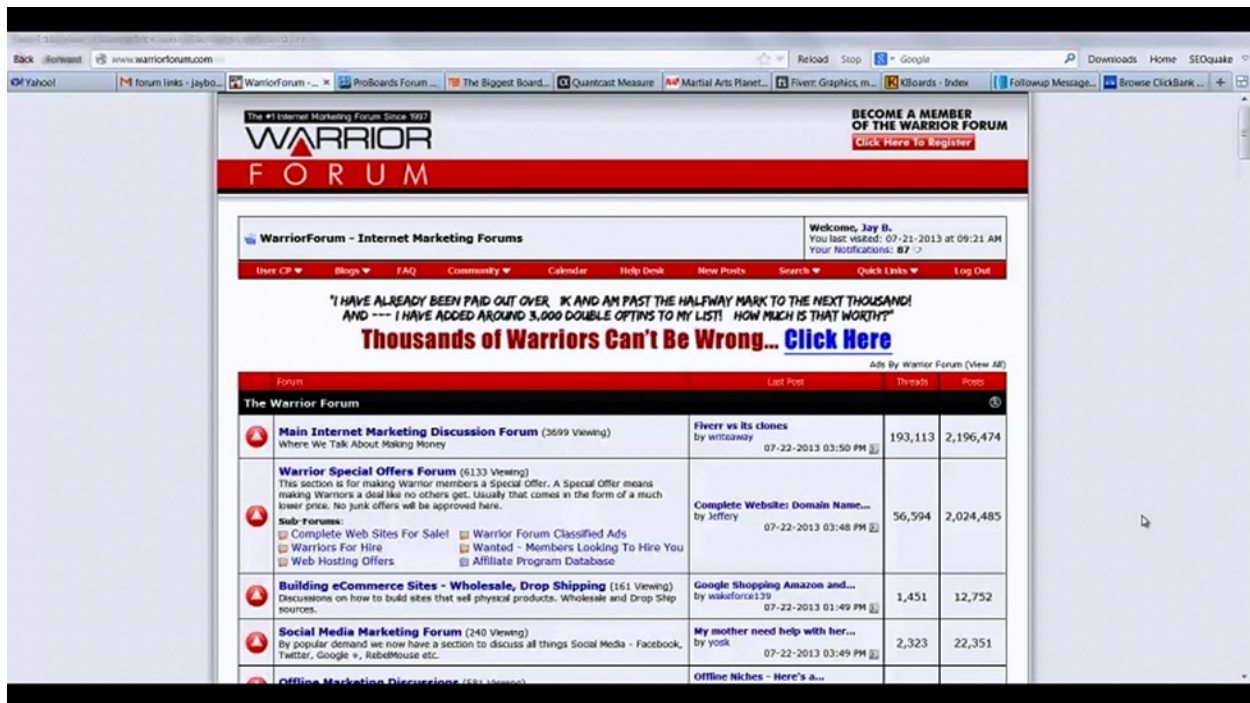 Back Forward www.warriorforum.com Reload Stop Google Downloads Home SEOquake
Yahoo! forum links - jaybo... WarriorForum -... × ProBoards Forum ... The Biggest Board... Quantcast Measure Martial Arts Planet... Fiverr: Graphics, m... KBoards - Index Followup Message... Browse ClickBank ... +
The #1 Internet Marketing Forum Since 1997
WARRIOR
FORUM
BECOME A MEMBER
OF THE WARRIOR FORUM
Click Here To Register
WarriorForum - Internet Marketing Forums
Welcome, Jay B.
You last visited: 07-21-2013 at 09:21 AM
Your Notifications: 87
User CP Blogs FAQ Community Calendar Help Desk New Posts Search Quick Links Log Out
"I HAVE ALREADY BEEN PAID OUT OVER 1K AND AM PAST THE HALFWAY MARK TO THE NEXT THOUSAND!
AND --- I HAVE ADDED AROUND 3,000 DOUBLE OPTINS TO MY LIST! HOW MUCH IS THAT WORTH?"
Thousands of Warriors Can't Be Wrong... Click Here
Ads By Warrior Forum (View All)
Forum Last Post Threads Posts
The Warrior Forum
Main Internet Marketing Discussion Forum (3699 Viewing)
Where We Talk About Making Money
Fiverr vs its clones
by writeaway
07-22-2013 03:50 PM
193,113 2,196,474
Warrior Special Offers Forum (6133 Viewing)
This section is for making Warrior members a Special Offer. A Special Offer means
making Warriors a deal like no others get. Usually that comes in the form of a much
lower price. No junk offers will be approved here.
Sub-Forums:
Complete Web Sites For Sale! Warrior Forum Classified Ads
Warriors For Hire Wanted - Members Looking To Hire You
Web Hosting Offers Affiliate Program Database
Complete Website: Domain Name...
by Jeffery
07-22-2013 03:48 PM
56,594 2,024,485
Building eCommerce Sites - Wholesale, Drop Shipping (161 Viewing)
Discussions on how to build sites that sell physical products. Wholesale and Drop Ship
sources.
Google Shopping Amazon and...
by wakeforce139
07-22-2013 01:49 PM
1,451 12,752
Social Media Marketing Forum (240 Viewing)
By popular demand we now have a section to discuss all things Social Media - Facebook,
Twitter, Google +, RebelMouse etc.
My mother need help with her...
by yosk
07-22-2013 03:49 PM
2,323 22,351
Offline Marketing Discussions (581 Viewing)
Offline Niches - Here's a...